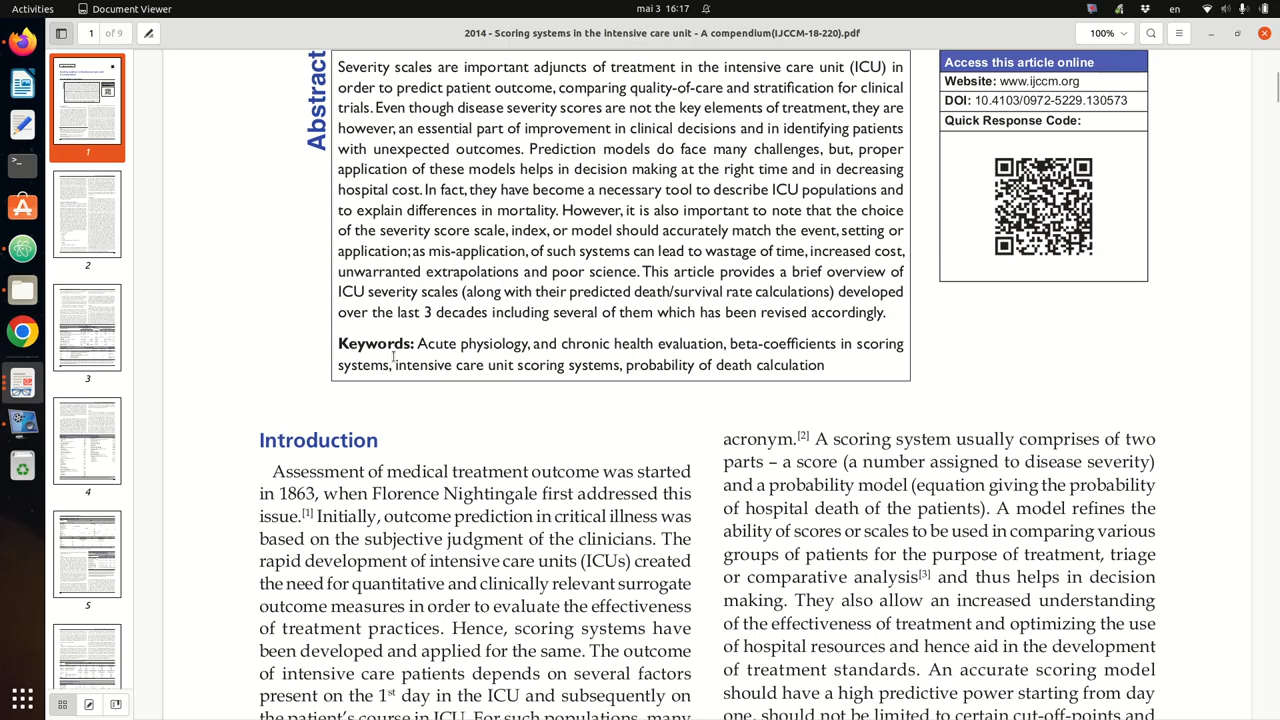 Activities
Document Viewer
mai 3 16:17
en
1
of 9
2014 - Scoring systems in the intensive care unit - A compendium(IJCCM-18-220).pdf
100%
1
2
3
4
5
Abstract
Severity scales are important adjuncts of treatment in the intensive care unit (ICU) in
order to predict patient outcome, comparing quality-of-care and stratification for clinical
trials. Even though disease severity scores are not the key elements of treatment, they are
however, an essential part of improvement in clinical decisions and in identifying patients
with unexpected outcomes. Prediction models do face many challenges, but, proper
application of these models helps in decision making at the right time and in decreasing
hospital cost. In fact, they have become a necessary tool to describe ICU populations and
to explain differences in mortality. However, it is also important to note that the choice
of the severity score scale, index, or model should accurately match the event, setting or
application; as mis-application, of such systems can lead to wastage of time, increased cost,
unwarranted extrapolations and poor science. This article provides a brief overview of
ICU severity scales (along with their predicted death/survival rate calculations) developed
over the last 3 decades including several of them which has been revised accordingly.
Keywords: Acute physiology, and chronic health evaluation, beta-coefficients in scoring
systems, intensive care unit scoring systems, probability of death calculation
Access this article online
Website: www.ijccm.org
DOI: 10.4103/0972-5229.130573
Quick Response Code:
Introduction
Assessment of medical treatment outcome was started
in 1863, when Florence Nightingale first addressed this
issue.[1] Initially, outcome prediction in critical illness was
based on the subjective judgment of the clinicians. The
rapid development of Intensive Care Units (ICUs) created
the need for quantitative and clinically relevant surrogate
outcome measures in order to evaluate the effectiveness
of treatment practices. Hence, scoring systems have
been developed and applied for the same. The outcome
of intensive care patients depends on several factors
present on the 1st day in the ICU and subsequently on
the patient's course in ICU. For such populations, many
account.[2] A scoring system usually comprises of two
parts: A score (a number assigned to disease severity)
and a probability model (equation giving the probability
of hospital death of the patients). A model refines the
ability of scores to be used in comparing various
populations for the purpose of treatment, triage
or comparative analysis[3] and thus helps in decision
making. They also allow an increased understanding
of the effectiveness of treatment and optimizing the use
of hospital resources and hence aid in the development
of treatment standards. An accurate scoring model
should have a high predictive power starting from day
one, should not be limited to certain cut-off-points and